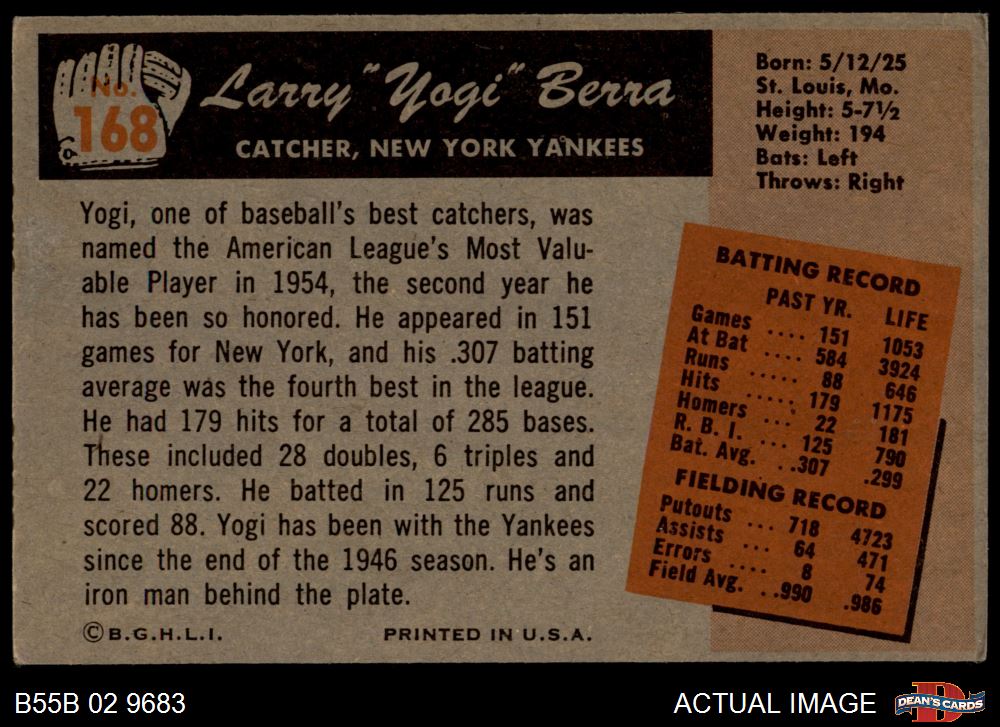 No.
168
Larry "Yogi" Berra
CATCHER, NEW YORK YANKEES
Born: 5/12/25
St. Louis, Mo.
Height: 5-7½
Weight: 194
Bats: Left
Throws: Right
Yogi, one of baseball's best catchers, was
named the American League's Most Valu-
able Player in 1954, the second year he
has been so honored. He appeared in 151
games for New York, and his .307 batting
average was the fourth best in the league.
He had 179 hits for a total of 285 bases.
These included 28 doubles, 6 triples and
22 homers. He batted in 125 runs and
scored 88. Yogi has been with the Yankees
since the end of the 1946 season. He's an
iron man behind the plate.
©B.G.H.L.I. PRINTED IN U.S.A.
BATTING RECORD
PAST YR. LIFE
Games .... 151 1053
At Bat .... 584 3924
Runs ..... 88 646
Hits ..... 179 1175
Homers ... 22 181
R. B. I. ... 125 790
Bat. Avg. ..307 .299
FIELDING RECORD
Putouts ... 718 4723
Assists ... 64 471
Errors .... 8 74
Field Avg. ..990 .986
B55B 02 9683
ACTUAL IMAGE
D
DEAN'S CARDS